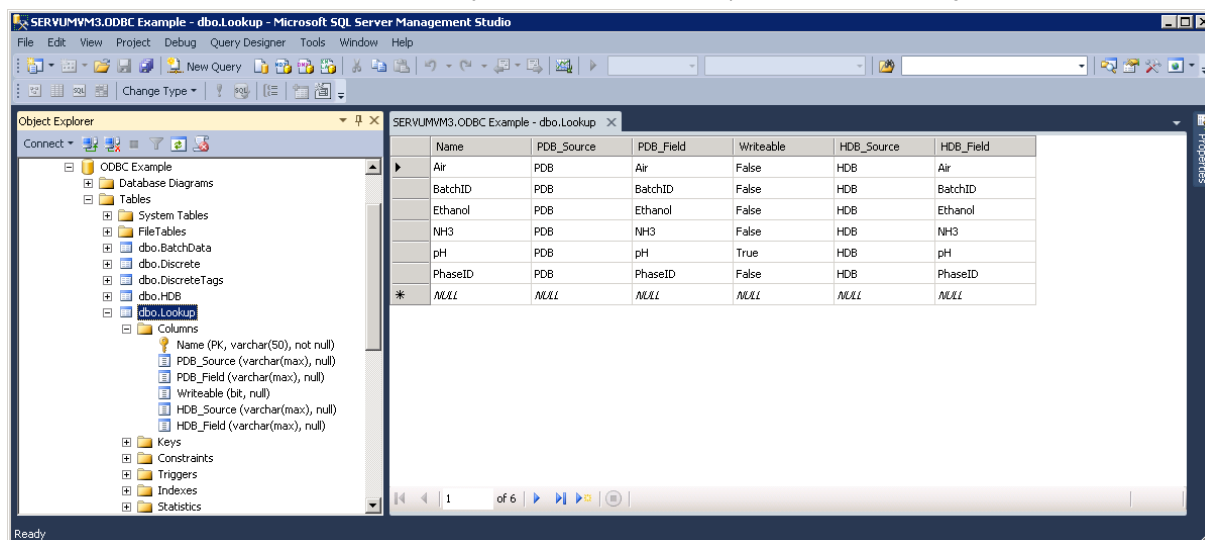 SERVUMVM3.ODBC Example - dbo.Lookup - Microsoft SQL Server Management Studio
File Edit View Project Debug Query Designer Tools Window Help
New Query
Change Type
Object Explorer
SERVUMVM3.ODBC Example - dbo.Lookup
Properties
Connect
Name PDB_Source PDB_Field Writeable HDB_Source HDB_Field
Air PDB Air False HDB Air
BatchID PDB BatchID False HDB BatchID
Ethanol PDB Ethanol False HDB Ethanol
NH3 PDB NH3 False HDB NH3
pH PDB pH True HDB pH
PhaseID PDB PhaseID False HDB PhaseID
NULL NULL NULL NULL NULL NULL
ODBC Example
Database Diagrams
Tables
System Tables
FileTables
dbo.BatchData
dbo.Discrete
dbo.DiscreteTags
dbo.HDB
dbo.Lookup
Columns
Name (PK, varchar(50), not null)
PDB_Source (varchar(max), null)
PDB_Field (varchar(max), null)
Writeable (bit, null)
HDB_Source (varchar(max), null)
HDB_Field (varchar(max), null)
Keys
Constraints
Triggers
Indexes
Statistics
1 of 6
Ready